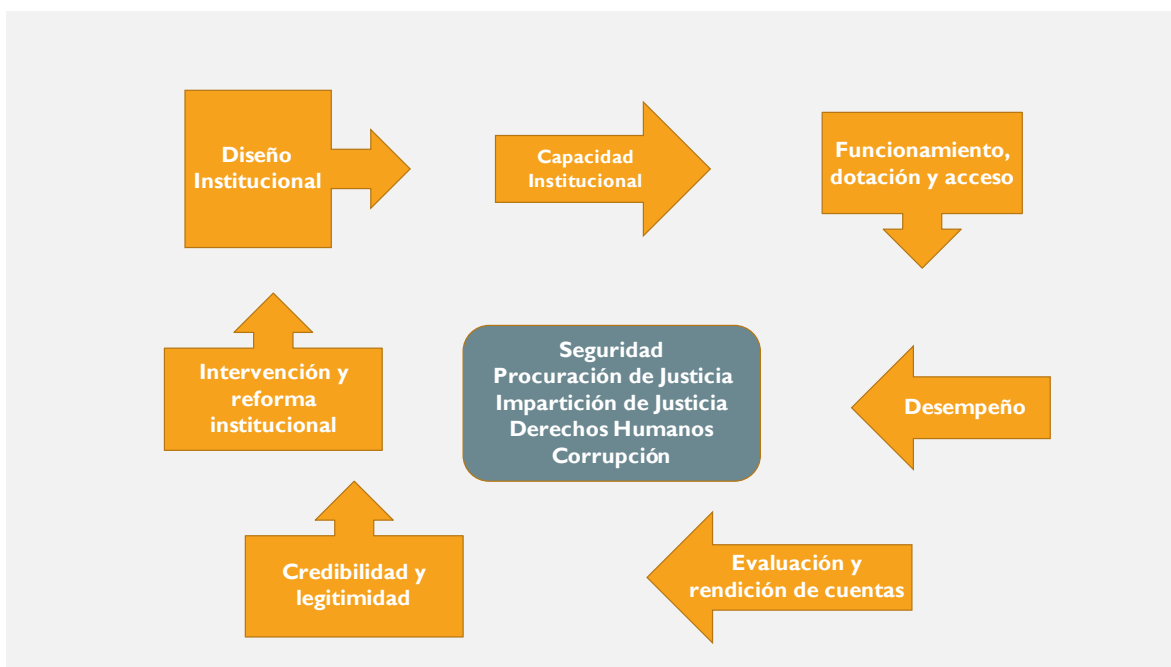 Diseño
Institucional
Capacidad
Institucional
Funcionamiento,
dotación y acceso
Intervención y
reforma
institucional
Seguridad
Procuración de Justicia
Impartición de Justicia
Derechos Humanos
Corrupción
Desempeño
Credibilidad y
legitimidad
Evaluación y
rendición de cuentas